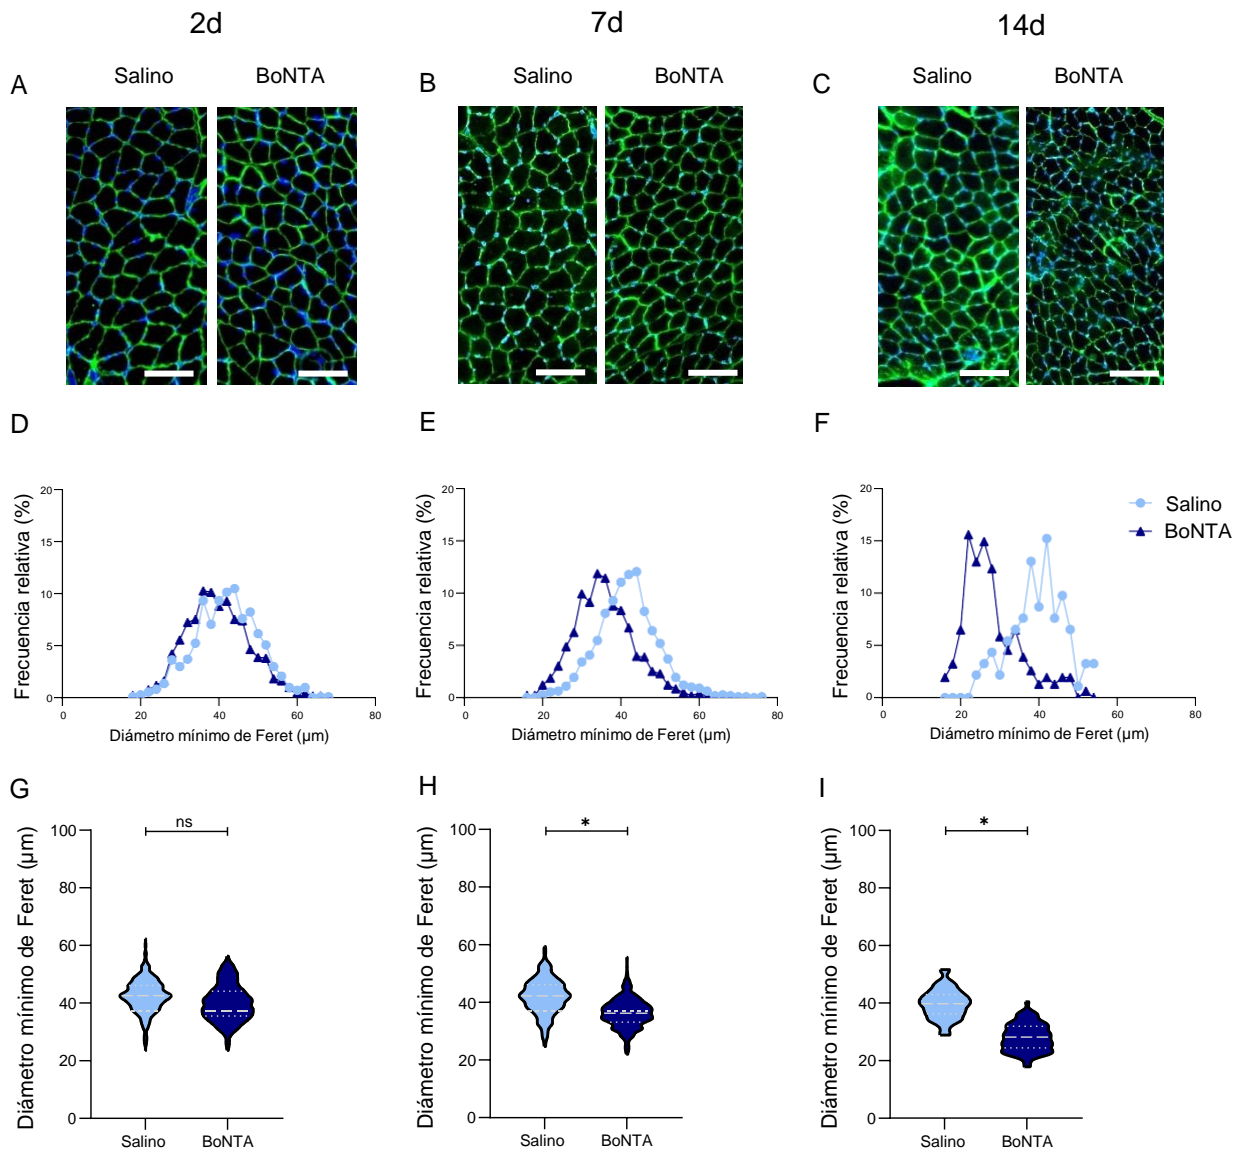 2d 7d 14d
A Salino BoNTA B Salino BoNTA C Salino BoNTA
D E F
Frecuencia relativa (%)
20
15
10
5
0
0 20 40 60 80
Diámetro mínimo de Feret (µm)
Frecuencia relativa (%)
20
15
10
5
0
0 20 40 60 80
Diámetro mínimo de Feret (µm)
Frecuencia relativa (%)
20
15
10
5
0
0 20 40 60 80
Diámetro mínimo de Feret (µm)
Salino
BoNTA
G H I
Diámetro mínimo de Feret (µm)
100
80
60
40
20
0
ns
Salino BoNTA
Diámetro mínimo de Feret (µm)
100
80
60
40
20
0
*
Salino BoNTA
Diámetro mínimo de Feret (µm)
100
80
60
40
20
0
*
Salino BoNTA